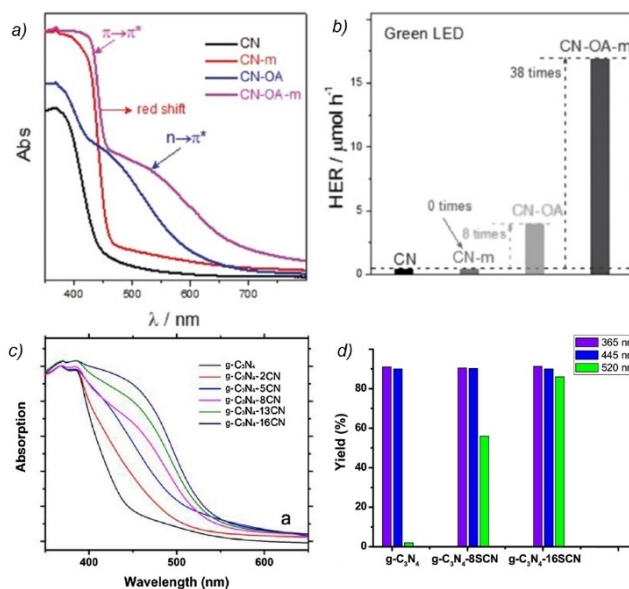 a)
π→π*
CN
CN-m
CN-OA
CN-OA-m
red shift
n→π*
Abs
400
500
600
700
λ / nm
b)
Green LED
CN-OA-m
38 times
HER / μmol h⁻¹
0 times
CN-OA
8 times
CN
CN-m
15
10
5
0
c)
g-C₃N₄
g-C₃N₄-2CN
g-C₃N₄-5CN
g-C₃N₄-8CN
g-C₃N₄-13CN
g-C₃N₄-16CN
Absorption
a
400
500
600
Wavelength (nm)
d)
365 nm
445 nm
520 nm
Yield (%)
80
60
40
20
0
g-C₃N₄
g-C₃N₄-8SCN
g-C₃N₄-16SCN